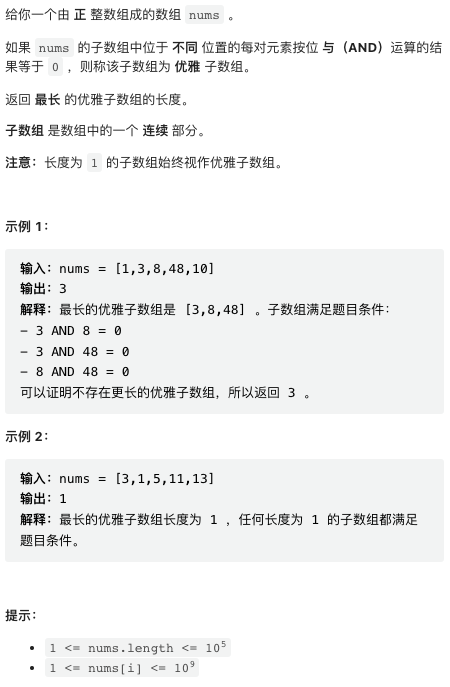 给你一个由 正 整数组成的数组 nums 。
如果 nums 的子数组中位于 不同 位置的每对元素按位 与（AND）运算的结
果等于 0 ，则称该子数组为 优雅 子数组。
返回 最长 的优雅子数组的长度。
子数组 是数组中的一个 连续 部分。
注意：长度为 1 的子数组始终视作优雅子数组。
示例 1：
输入：nums = [1,3,8,48,10]
输出：3
解释：最长的优雅子数组是 [3,8,48] 。子数组满足题目条件：
- 3 AND 8 = 0
- 3 AND 48 = 0
- 8 AND 48 = 0
可以证明不存在更长的优雅子数组，所以返回 3 。
示例 2：
输入：nums = [3,1,5,11,13]
输出：1
解释：最长的优雅子数组长度为 1 ，任何长度为 1 的子数组都满足
题目条件。
提示：
• 1 <= nums.length <= 10⁵
• 1 <= nums[i] <= 10⁹